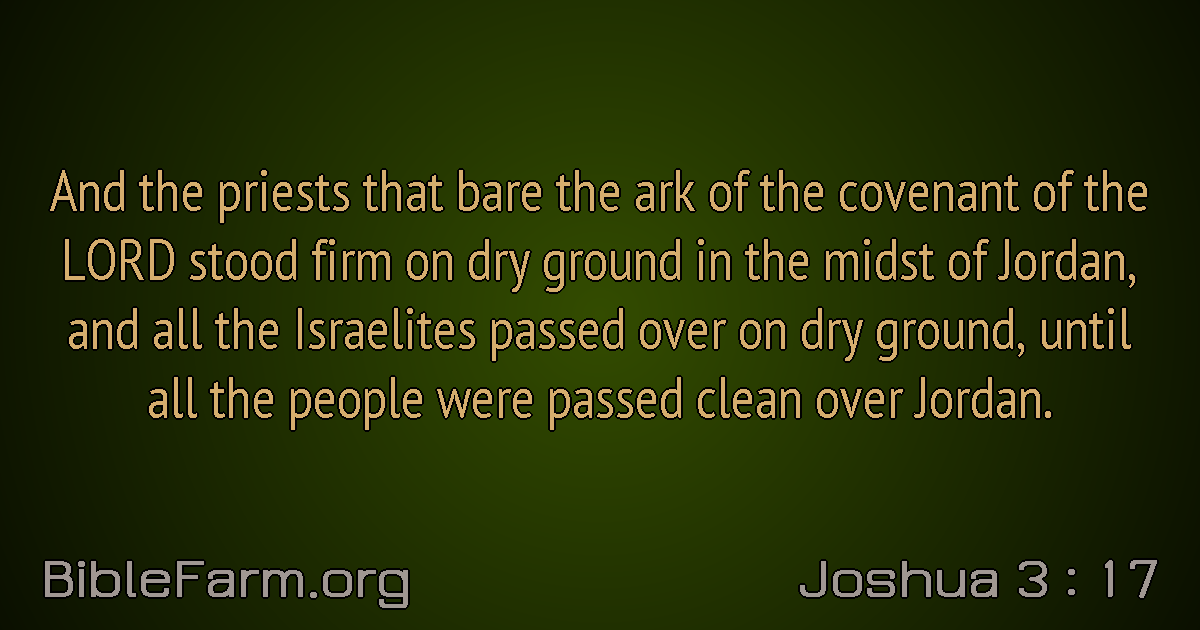 And the priests that bare the ark of the covenant of the
LORD stood firm on dry ground in the midst of Jordan,
and all the Israelites passed over on dry ground, until
all the people were passed clean over Jordan.
BibleFarm.org
Joshua 3 : 17